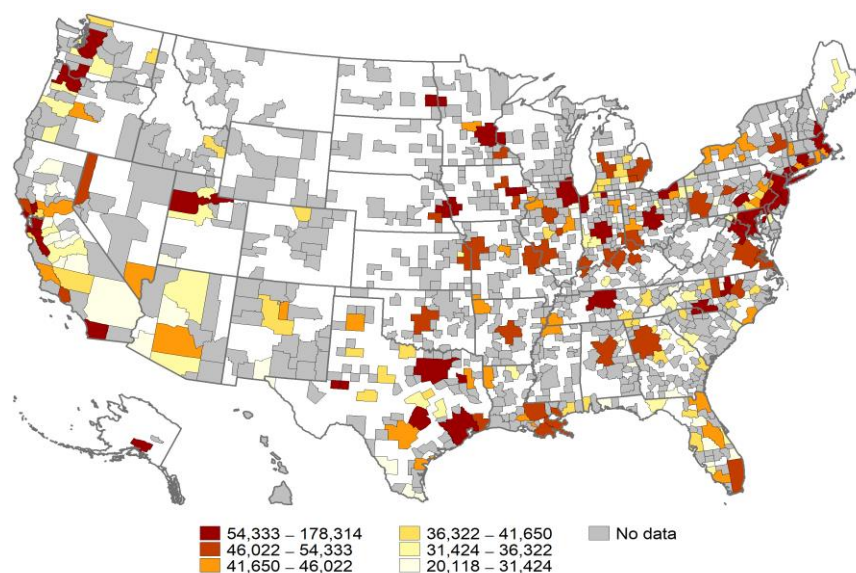 54,333 – 178,314 36,322 – 41,650 No data
46,022 – 54,333 31,424 – 36,322
41,650 – 46,022 20,118 – 31,424